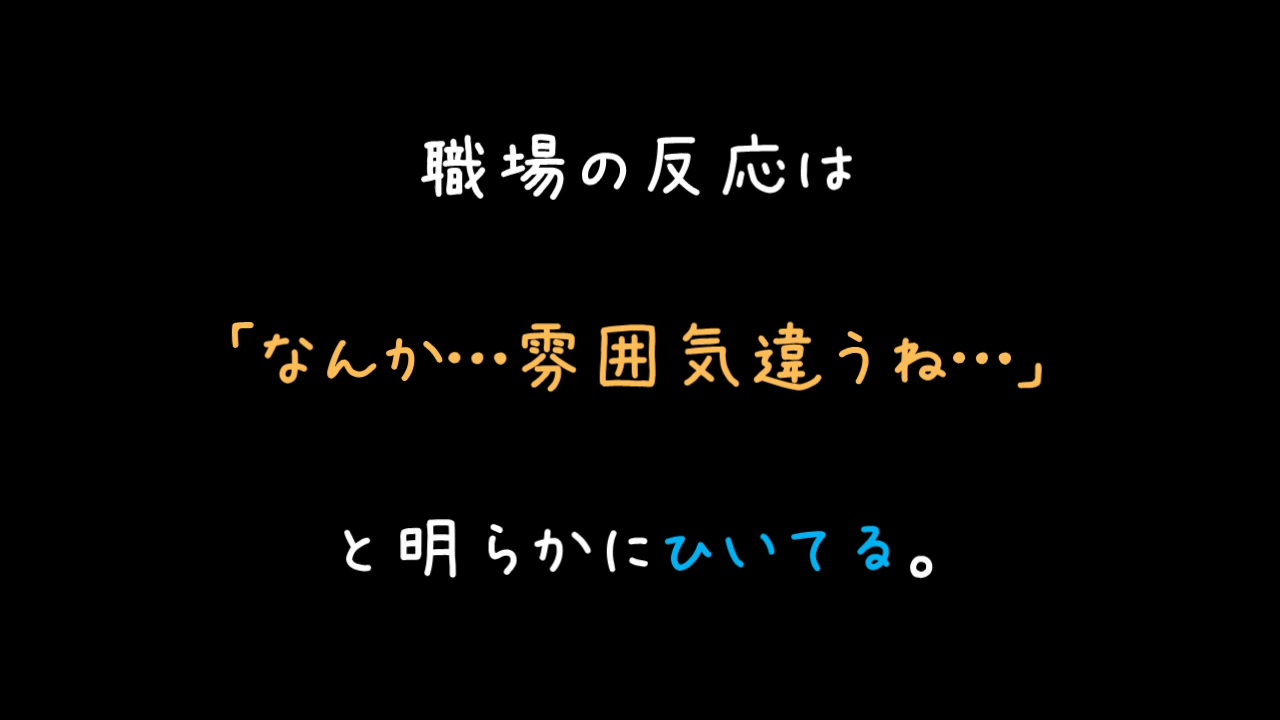 職場の反応は
「なんか…雰囲気違うね…」
と明らかにひいてる。